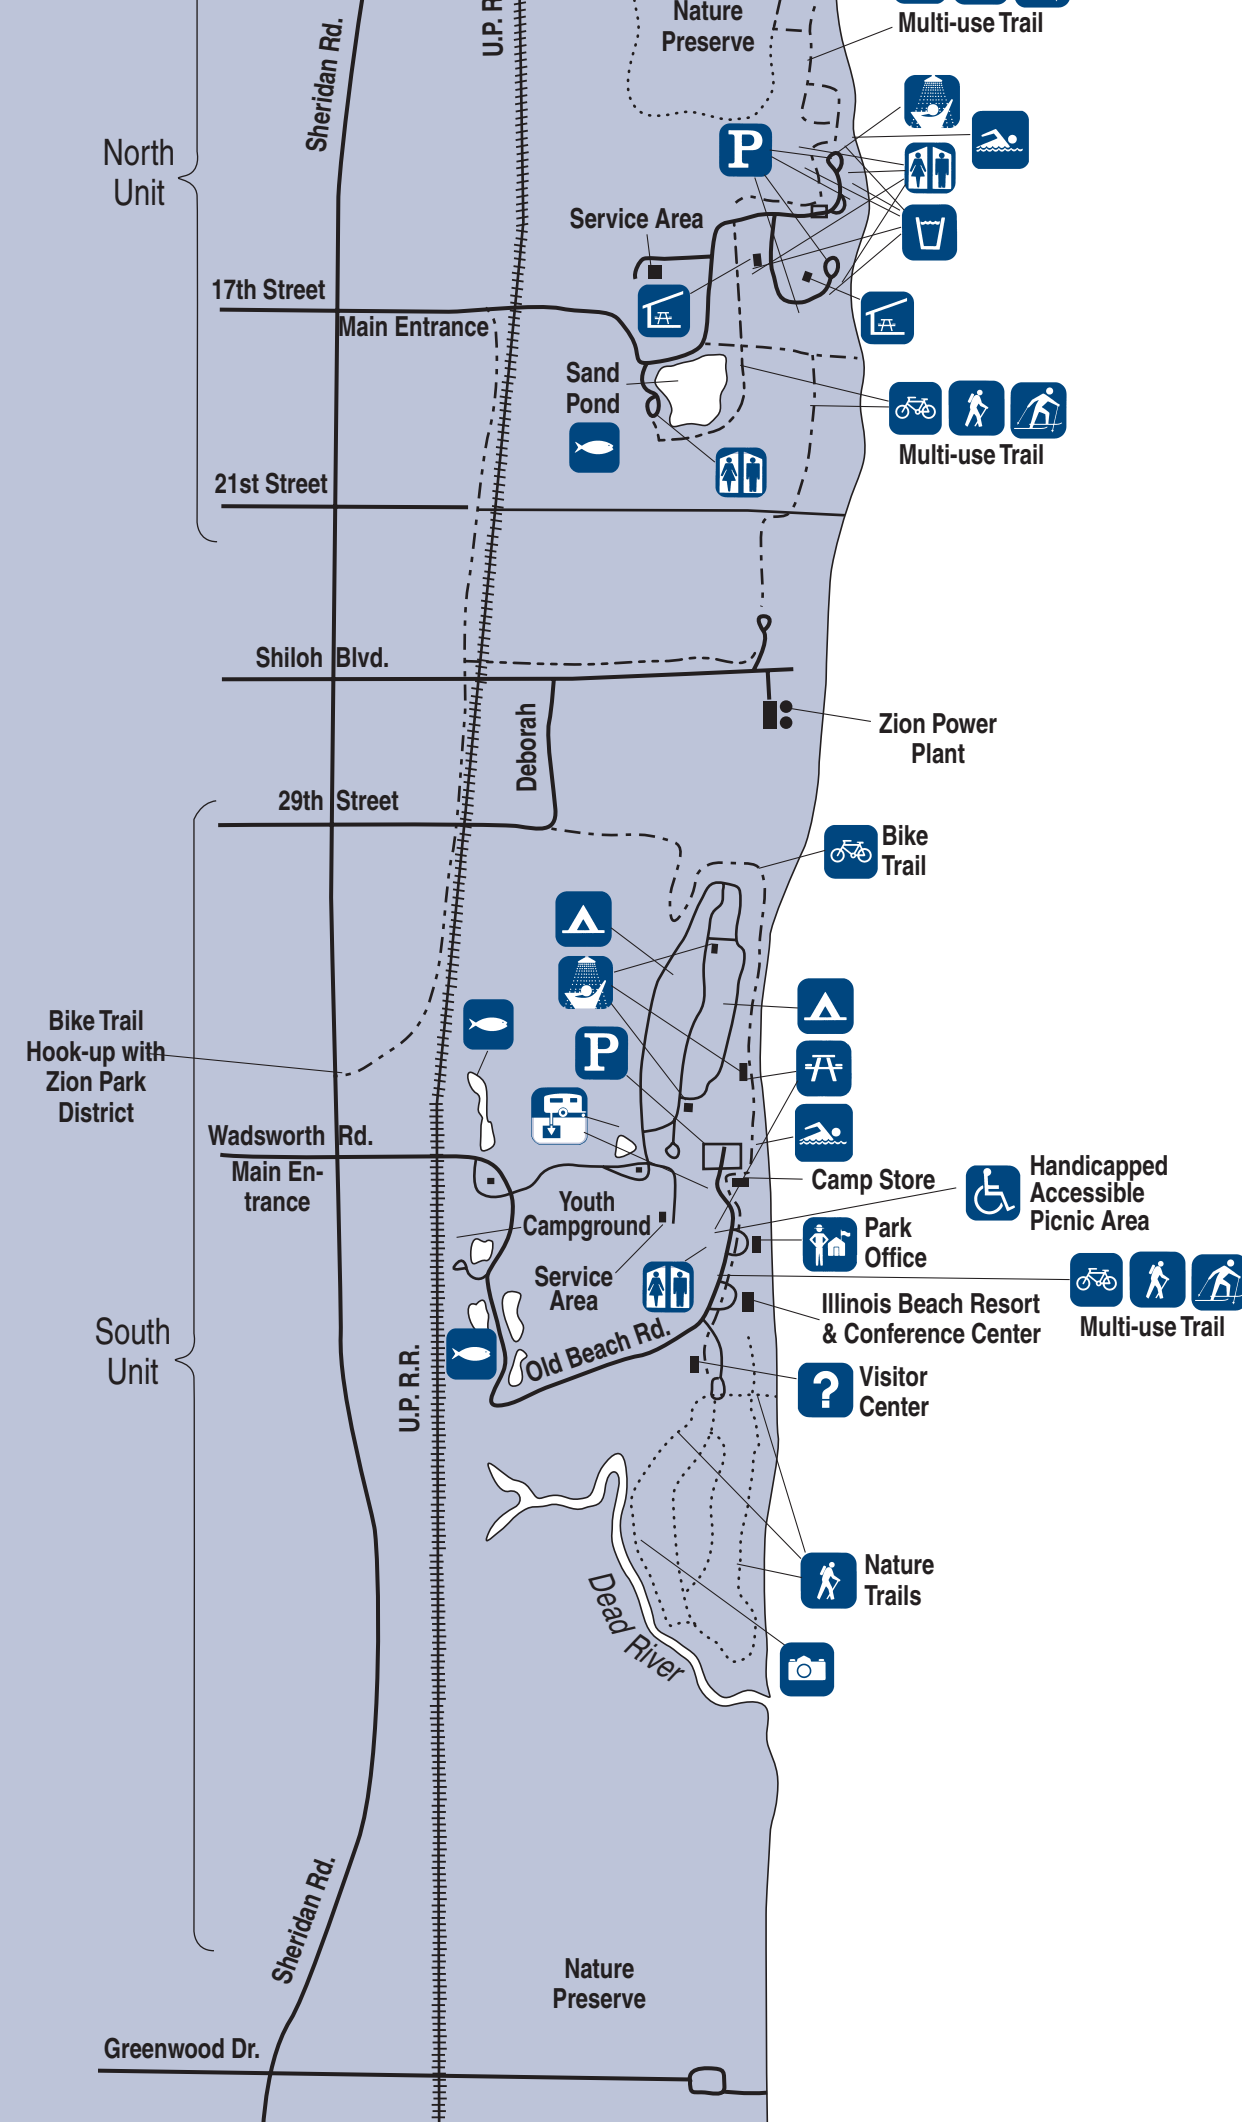 Nature
Preserve
Multi-use Trail
Sheridan Rd.
U.P. R
North
Unit
P
Service Area
17th Street
Main Entrance
Sand
Pond
Multi-use Trail
21st Street
Shiloh Blvd.
Deborah
Zion Power
Plant
29th Street
Bike
Trail
P
Bike Trail
Hook-up with
Zion Park
District
Wadsworth Rd.
Main En-
trance
Youth
Campground
Camp Store
Handicapped
Accessible
Picnic Area
Park
Office
Service
Area
Illinois Beach Resort
& Conference Center
Multi-use Trail
South
Unit
Old Beach Rd.
U.P. R.R.
?
Visitor
Center
Nature
Trails
Dead River
Sheridan Rd.
Nature
Preserve
Greenwood Dr.